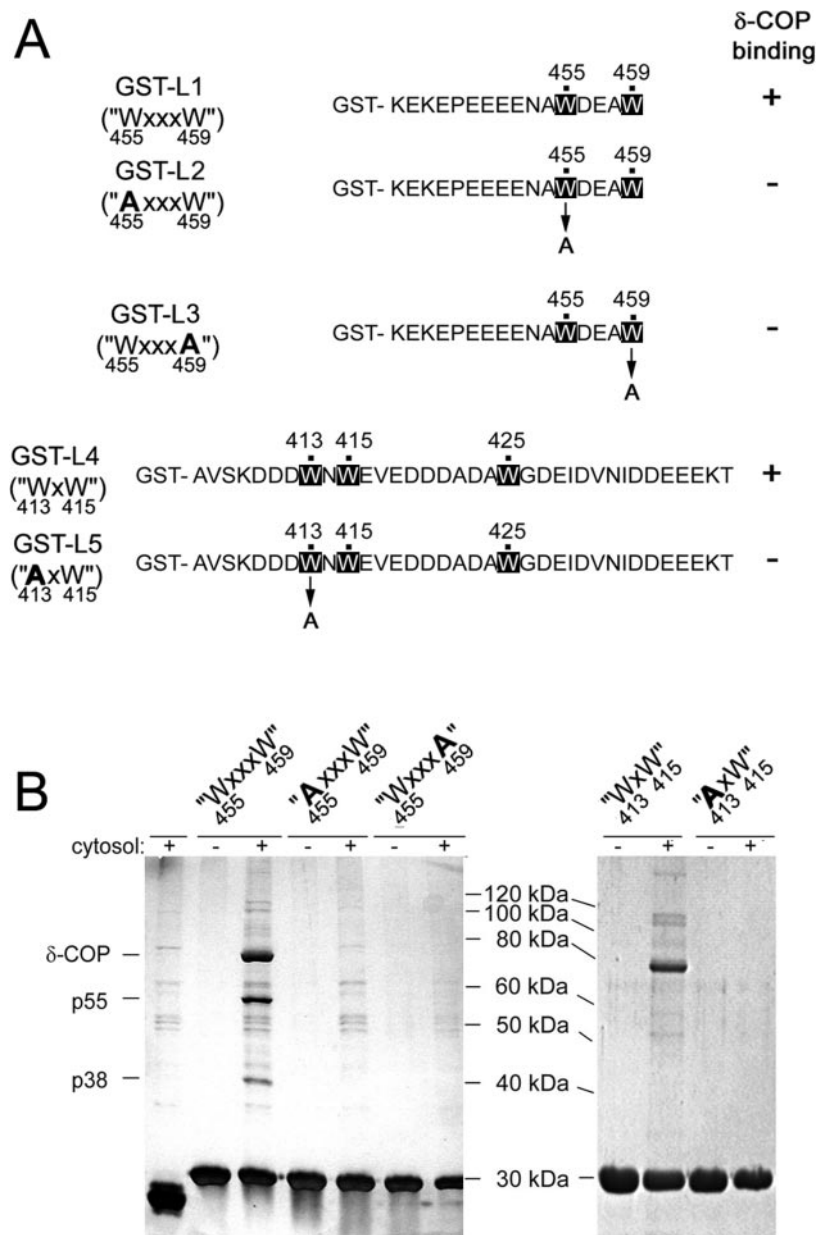 A
δ-COP
binding
GST-L1
("WxxxW")
455 459
455 459
GST- KEKEPEEEENAWDEAW
+
GST-L2
("AxxxW")
455 459
455 459
GST- KEKEPEEEENAWDEAW
-
A
GST-L3
("WxxxA")
455 459
455 459
GST- KEKEPEEEENAWDEAW
-
A
GST-L4
("WxW")
413 415
413 415 425
GST- AVSKDDDWNWEVEDDDADAWGDEIDVNIDDEEEKT
+
GST-L5
("AxW")
413 415
413 415 425
GST- AVSKDDDWNWEVEDDDADAWGDEIDVNIDDEEEKT
-
A
B
"WxxxW"
455 459
"AxxxW"
455 459
"WxxxA"
455 459
"WxW"
413 415
"AxW"
413 415
cytosol: + - + - + - + - + - +
120 kDa
100 kDa
80 kDa
60 kDa
50 kDa
40 kDa
30 kDa
δ-COP
p55
p38